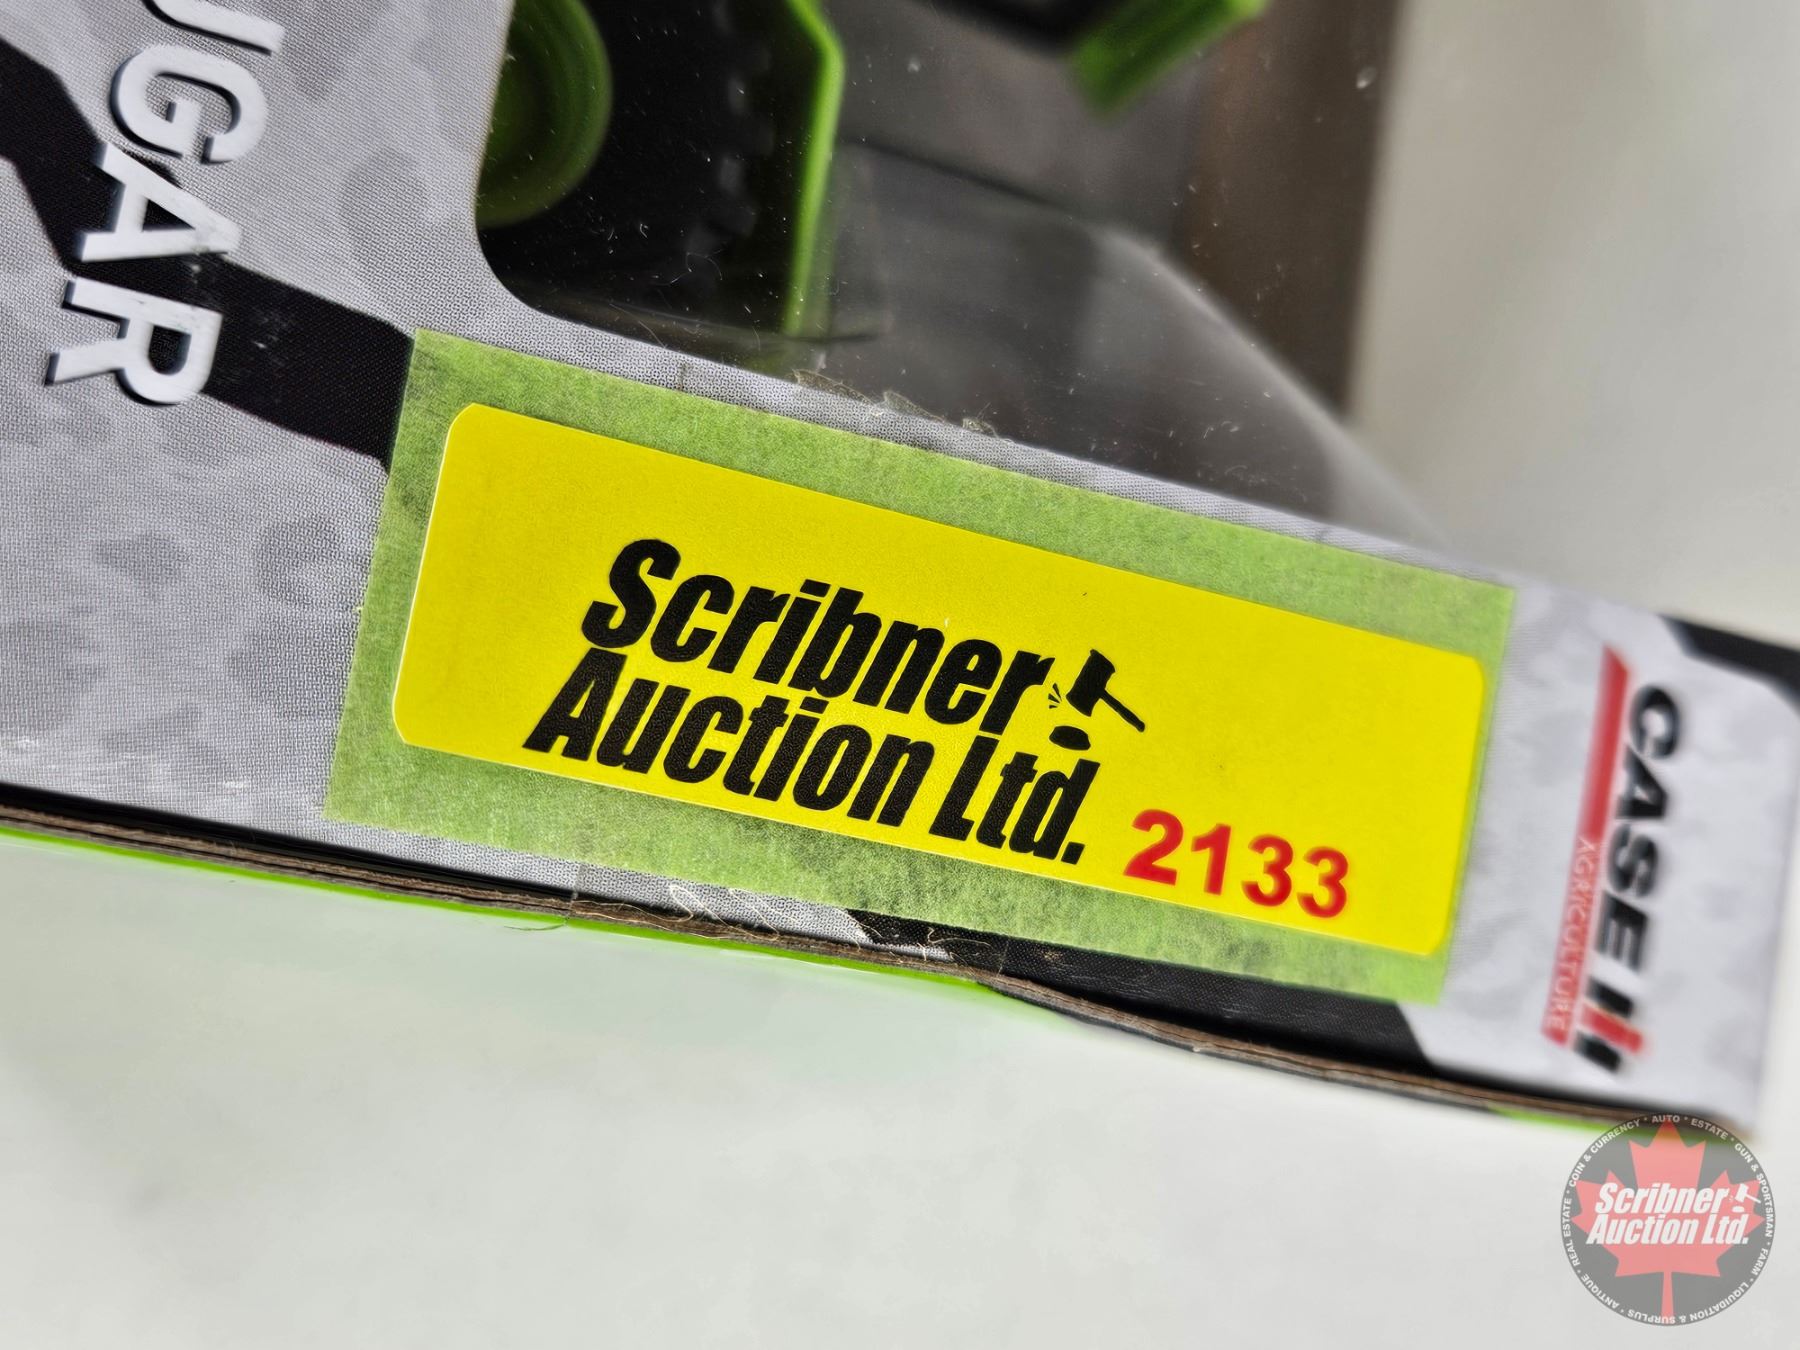 UGAR
Scribner
Auction Ltd.
2133
CASE IH
AGRICULTURE
Scribner
Auction Ltd.
COIN & CURRENCY • AUTO • ESTATE • GUN & SPORTSMAN • FARM • LIQUIDATION & SURPLUS • ANTIQUE • REAL ESTATE •